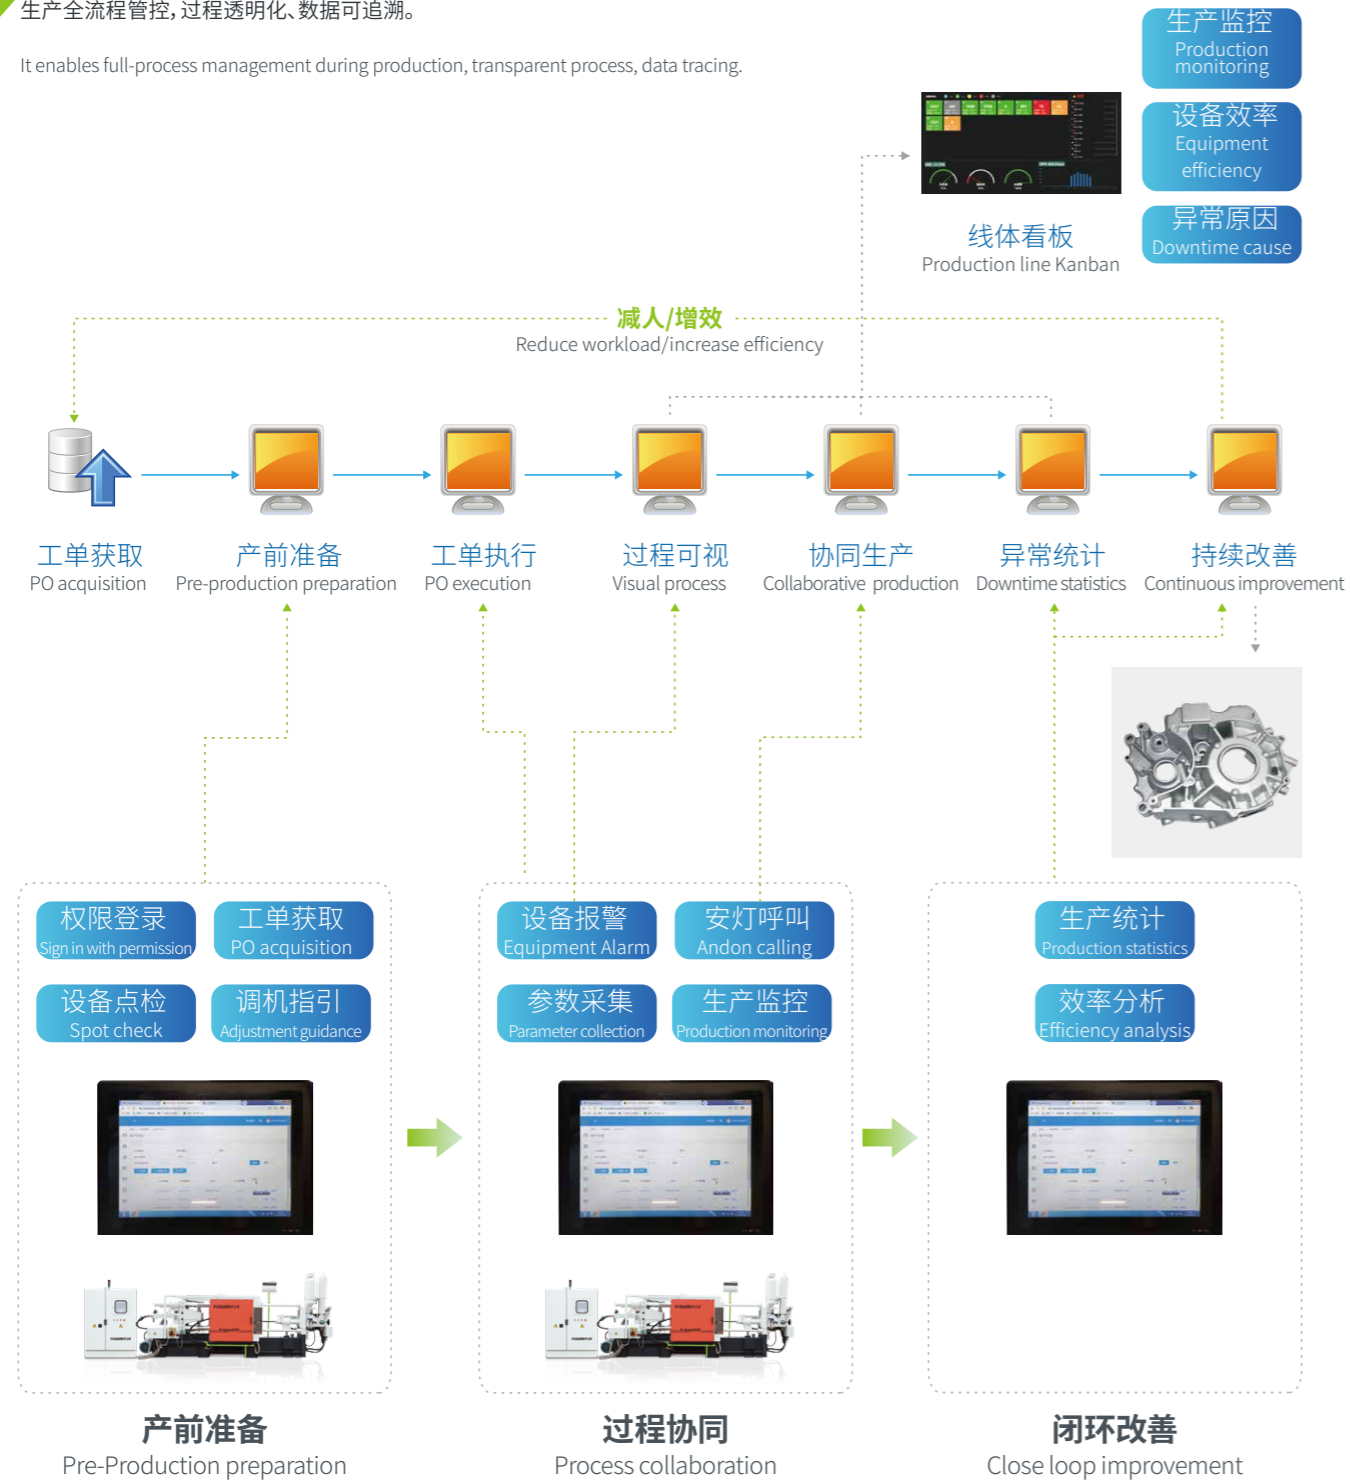 生产全流程管控，过程透明化、数据可追溯。
It enables full-process management during production, transparent process, data tracing.
生产监控
Production
monitoring
设备效率
Equipment
efficiency
异常原因
Downtime cause
线体看板
Production line Kanban
减人/增效
Reduce workload/increase efficiency
工单获取
PO acquisition
产前准备
Pre-production preparation
工单执行
PO execution
过程可视
Visual process
协同生产
Collaborative production
异常统计
Downtime statistics
持续改善
Continuous improvement
权限登录
Sign in with permission
工单获取
PO acquisition
设备点检
Spot check
调机指引
Adjustment guidance
设备报警
Equipment Alarm
安灯呼叫
Andon calling
参数采集
Parameter collection
生产监控
Production monitoring
生产统计
Production statistics
效率分析
Efficiency analysis
产前准备
Pre-Production preparation
过程协同
Process collaboration
闭环改善
Close loop improvement